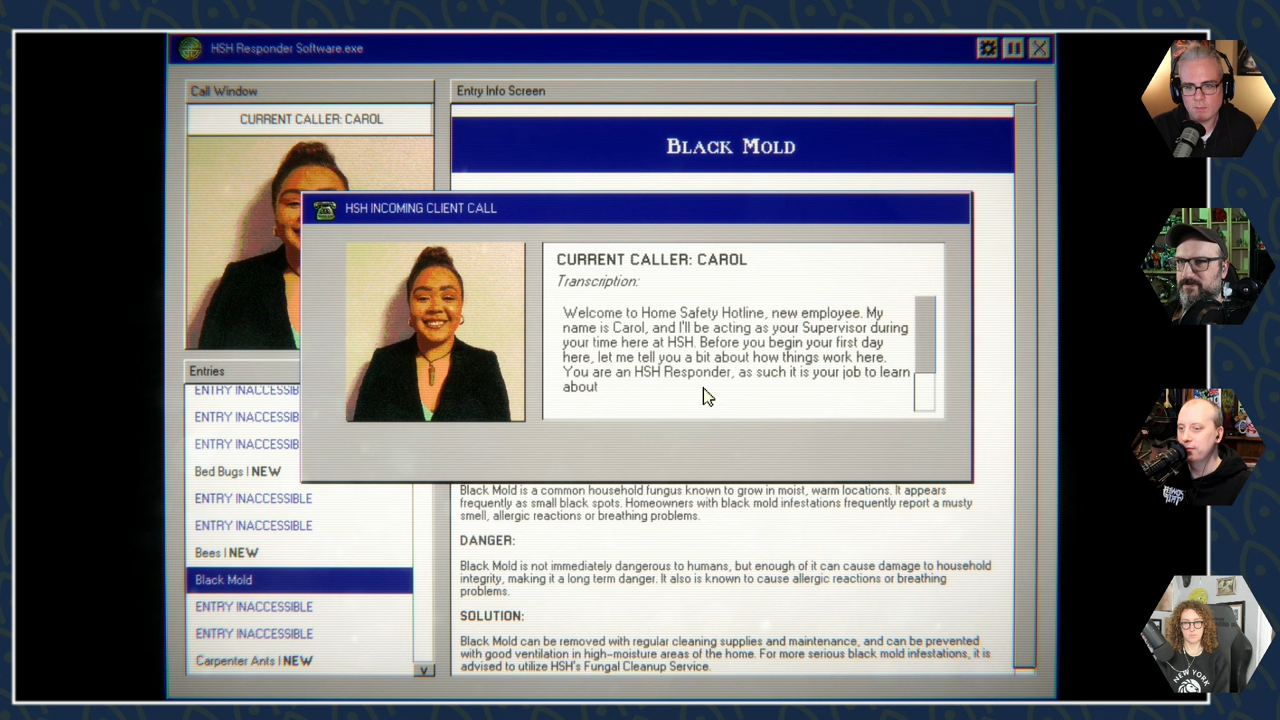 HSH Responder Software.exe
Call Window
CURRENT CALLER: CAROL
Entries
ENTRY INACCESSIB
ENTRY INACCESSIB
ENTRY INACCESSIB
Bed Bugs | NEW
ENTRY INACCESSIBLE
ENTRY INACCESSIBLE
Bees | NEW
Black Mold
ENTRY INACCESSIBLE
ENTRY INACCESSIBLE
Carpenter Ants | NEW
v
Entry Info Screen
BLACK MOLD
HSH INCOMING CLIENT CALL
CURRENT CALLER: CAROL
Transcription:
Welcome to Home Safety Hotline, new employee. My
name is Carol, and I'll be acting as your Supervisor during
your time here at HSH. Before you begin your first day
here, let me tell you a bit about how things work here.
You are an HSH Responder, as such it is your job to learn
about
Black Mold is a common household fungus known to grow in moist, warm locations. It appears
frequently as small black spots. Homeowners with black mold infestations frequently report a musty
smell, allergic reactions or breathing problems.
DANGER:
Black Mold is not immediately dangerous to humans, but enough of it can cause damage to household
integrity, making it a long term danger. It also is known to cause allergic reactions or breathing
problems.
SOLUTION:
Black Mold can be removed with regular cleaning supplies and maintenance, and can be prevented
with good ventilation in high-moisture areas of the home. For more serious black mold infestations, it is
advised to utilize HSH's Fungal Cleanup Service.
NEW YORK